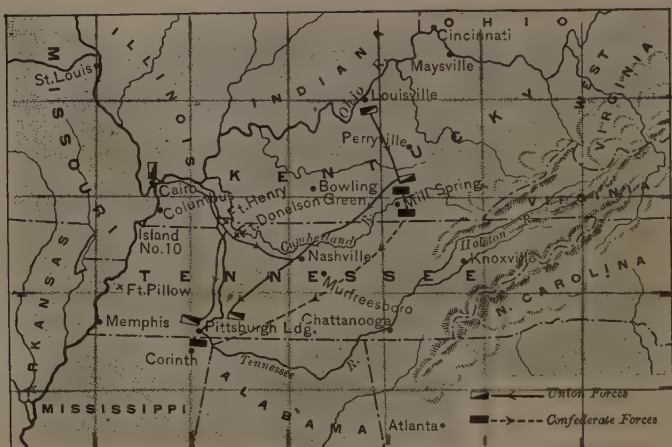 OHIO
Cincinnati
Maysville
WEST VIRGINIA
ILLINOIS
INDIANA
MISSOURI
St. Louis
Ohio
R.
Louisville
Perryville
KENTUCKY
VIRGINIA
Cairo
Columbus
Ft. Henry
Ft. Donelson
Bowling Green
Mill Spring
Island No. 10
Cumberland R.
Holston R.
Nashville
Knoxville
TENNESSEE
N. CAROLINA
Ft. Pillow
Murfreesboro
ARKANSAS
Memphis
Pittsburgh Ldg.
Chattanooga
Corinth
Tennessee R.
MISSISSIPPI
ALABAMA
Atlanta
Union Forces
Confederate Forces